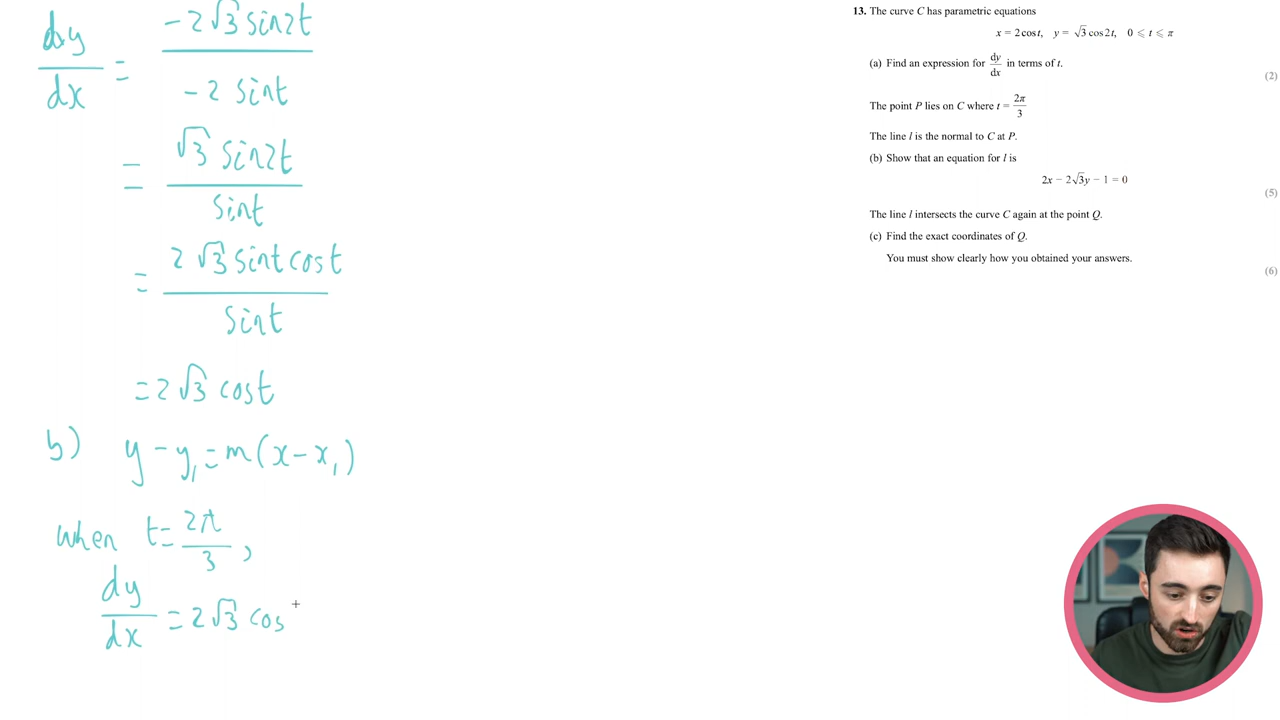 dy/dx = -2√3 sin2t / -2 sint
= √3 sin2t / sint
= 2√3 sint cost / sint
= 2√3 cost
b) y - y₁ = m(x - x₁)
when t = 2π/3,
dy/dx = 2√3 cos
13. The curve C has parametric equations
x = 2 cos t, y = √3 cos 2t, 0 ⩽ t ⩽ π
(a) Find an expression for dy/dx in terms of t.
(2)
The point P lies on C where t = 2π/3
The line l is the normal to C at P.
(b) Show that an equation for l is
2x − 2√3y − 1 = 0
(5)
The line l intersects the curve C again at the point Q.
(c) Find the exact coordinates of Q.
You must show clearly how you obtained your answers.
(6)